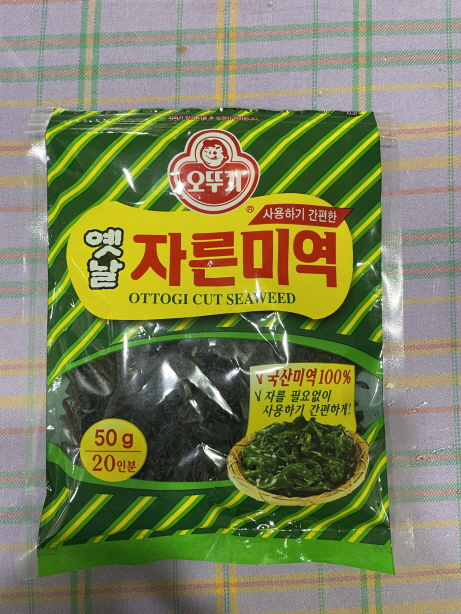 오뚜기
®
사용하기 간편한
옛날
자른미역
OTTOGI CUT SEAWEED
√ 국산미역100%
√ 자를 필요없이
사용하기 간편하게!
50g
20인분